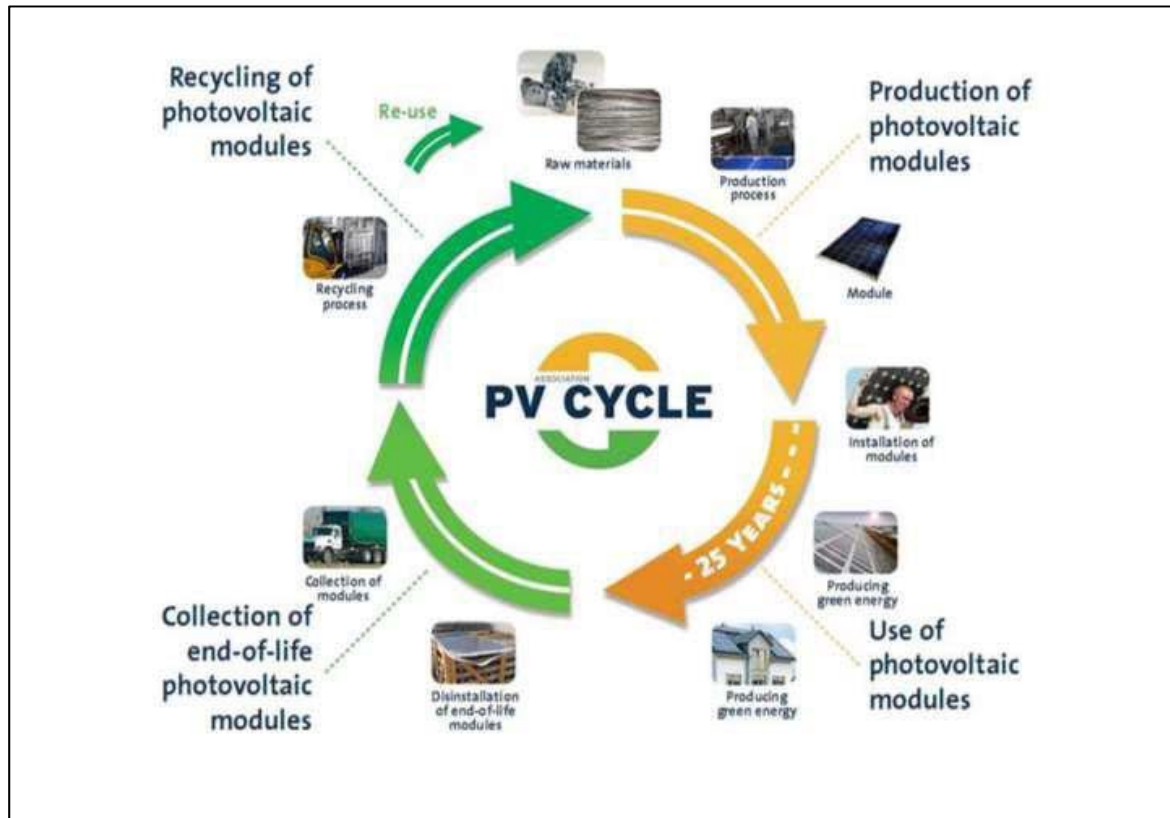 Recycling of
photovoltaic
modules
Re-use
Raw materials
Production
process
Production of
photovoltaic
modules
Recycling
process
Module
ASSOCIATION
PV CYCLE
Installation of
modules
- 25 YEARS - - -
Collection of
modules
Producing
green energy
Collection of
end-of-life
photovoltaic
modules
Disinstallation
of end-of-life
modules
Producing
green energy
Use of
photovoltaic
modules